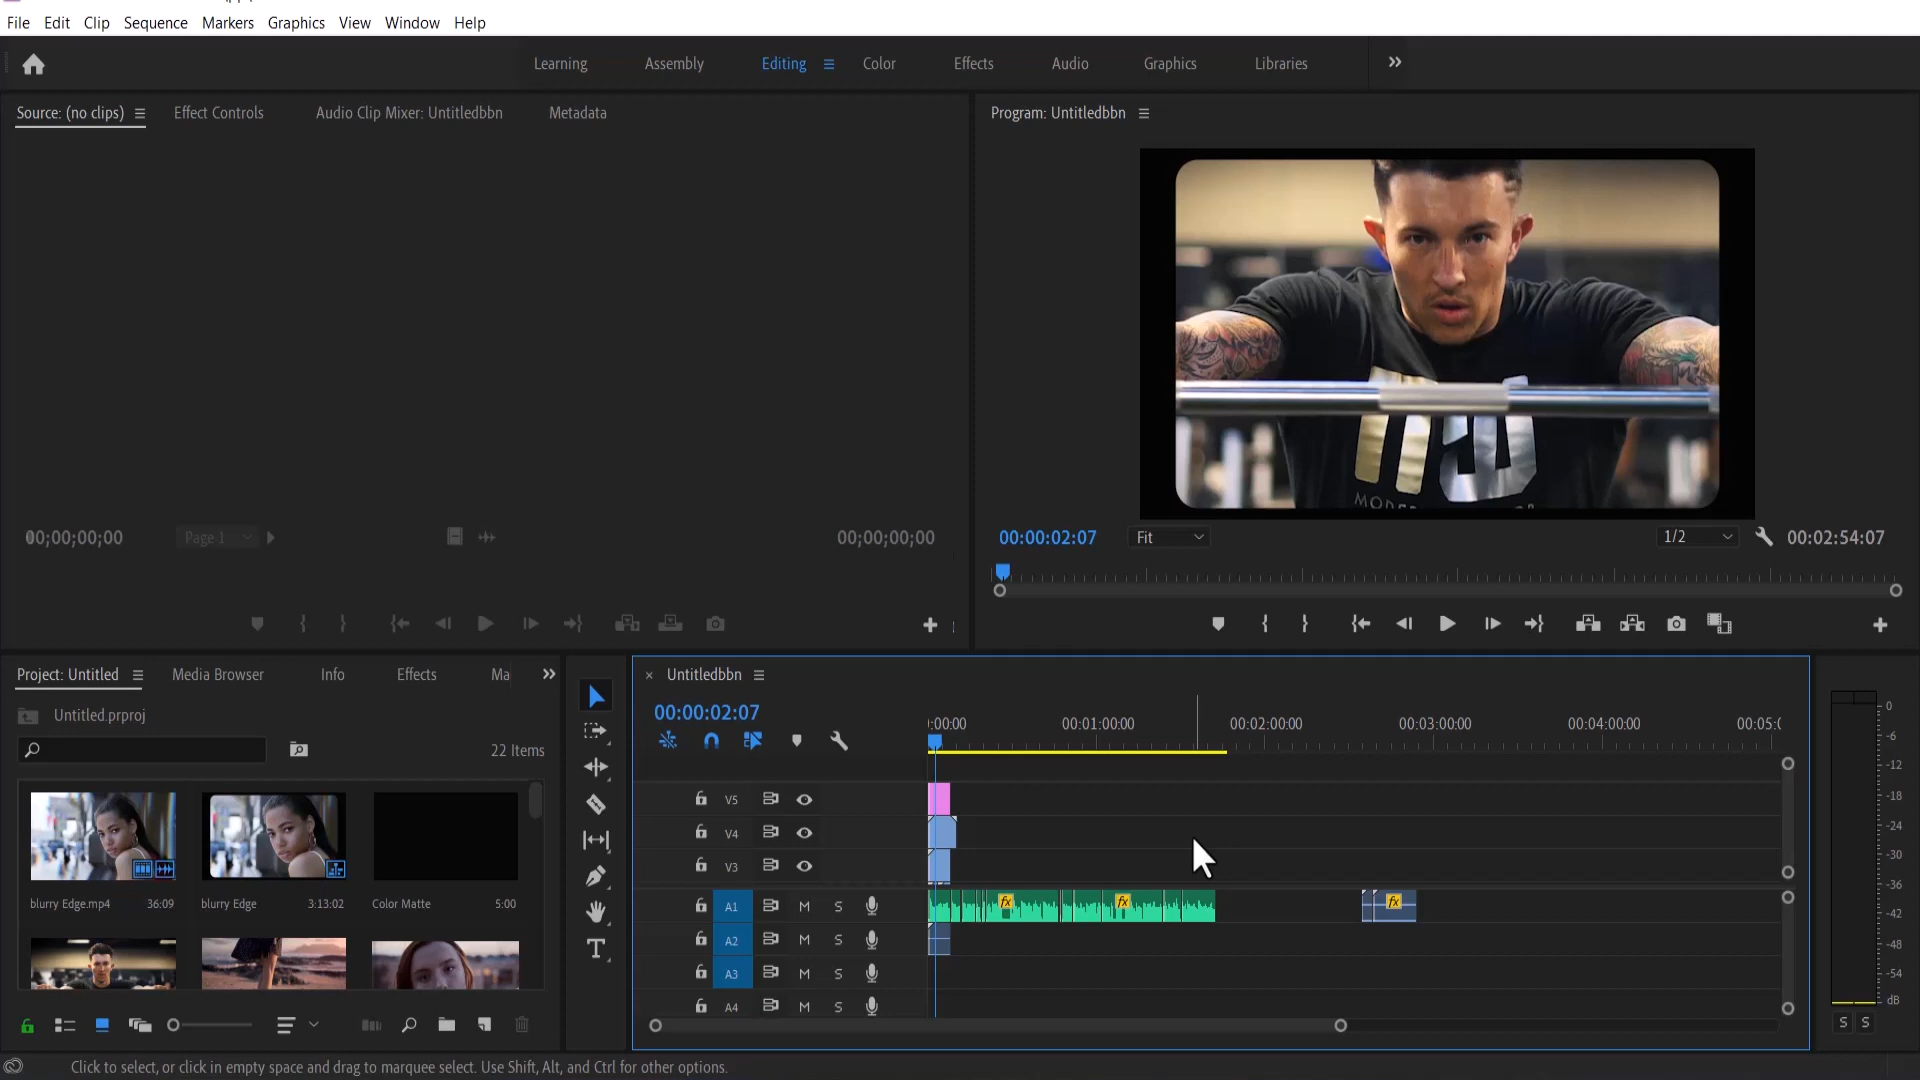 File Edit Clip Sequence Markers Graphics View Window Help
Learning Assembly Editing Color Effects Audio Graphics Libraries
Source: (no clips) Effect Controls Audio Clip Mixer: Untitledbbn Metadata
Program: Untitledbbn
MODERN
00;00;00;00 Page 1 00;00;00;00
00:00:02:07 Fit 1/2 00:02:54:07
Project: Untitled Media Browser Info Effects Ma
Untitledbbn
Untitled.prproj
22 Items
00:00:02:07
:00:00 00:01:00:00 00:02:00:00 00:03:00:00 00:04:00:00 00:05:0
V5
V4
V3
A1 M S fx fx fx
A2 M S
A3 M S
A4 M S
blurry Edge.mp4 36:09 blurry Edge 3:13:02 Color Matte 5:00
0
-6
-12
-18
-24
-30
-36
-42
-48
-54
dB
S S
Click to select, or click in empty space and drag to marquee select. Use Shift, Alt, and Ctrl for other options.